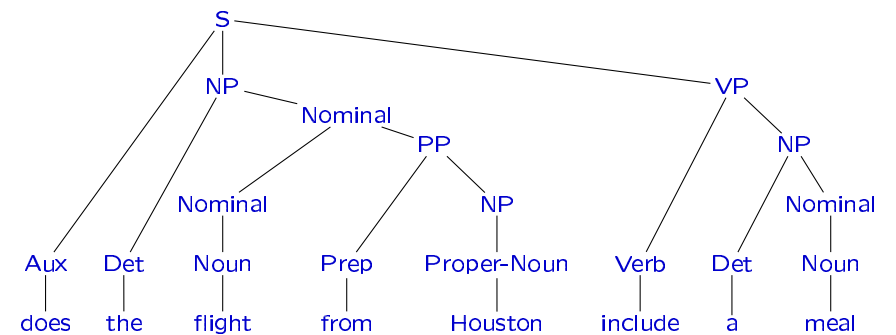 S
NP VP
Nominal
PP NP
Nominal NP Nominal
Aux Det Noun Prep Proper-Noun Verb Det Noun
does the flight from Houston include a meal